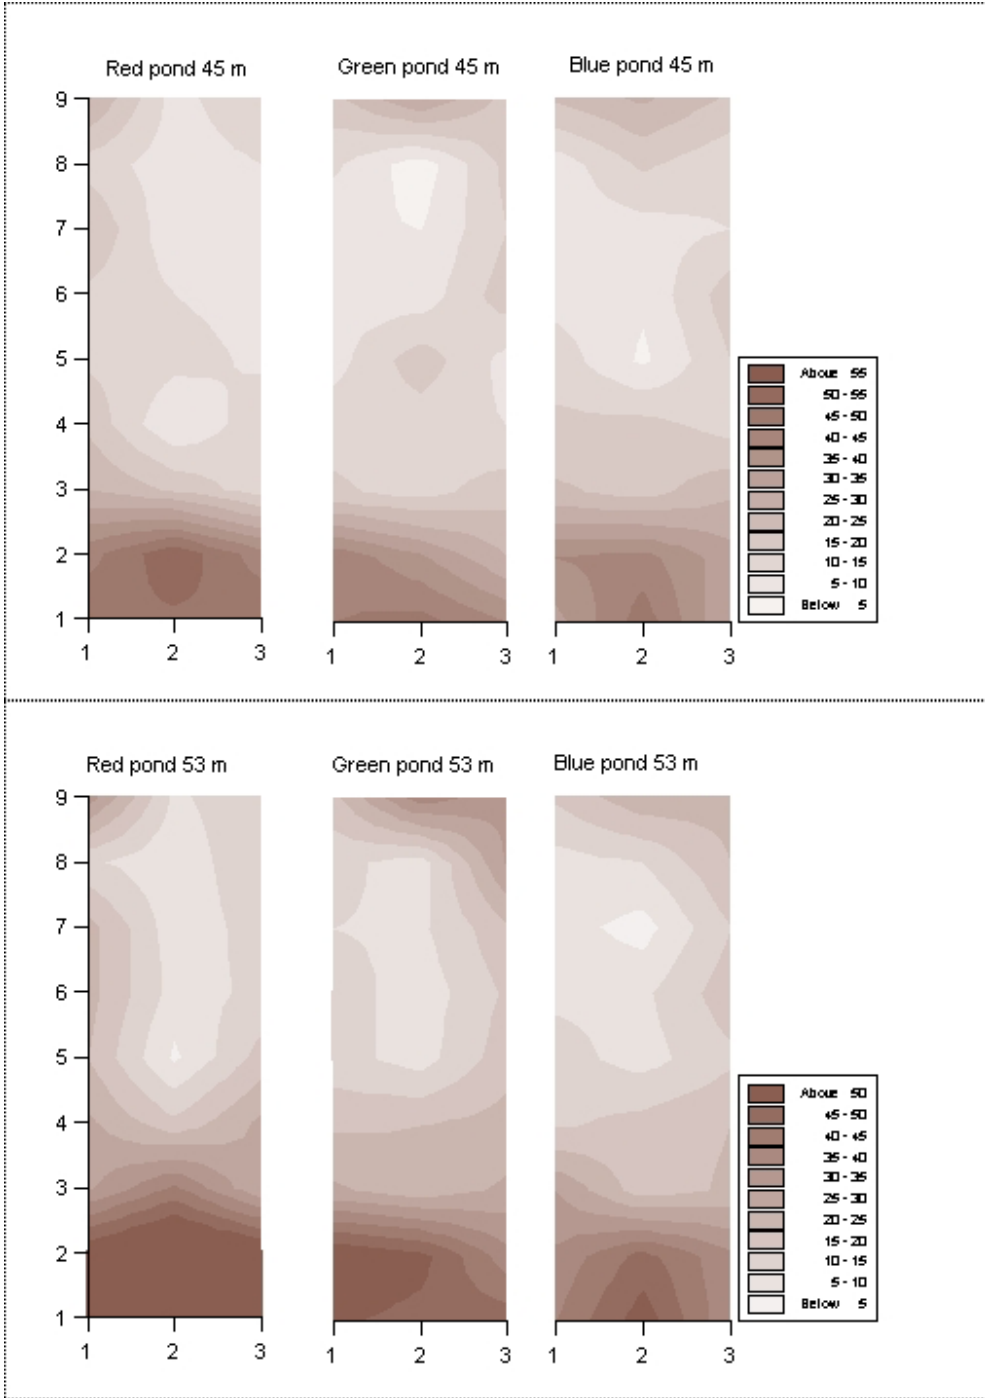 Red pond 45 m
Green pond 45 m
Blue pond 45 m
9
8
7
6
5
4
3
2
1
1 2 3
1 2 3
1 2 3
Above 55
50 - 55
45 - 50
40 - 45
35 - 40
30 - 35
25 - 30
20 - 25
15 - 20
10 - 15
5 - 10
Below 5
Red pond 53 m
Green pond 53 m
Blue pond 53 m
9
8
7
6
5
4
3
2
1
1 2 3
1 2 3
1 2 3
Above 50
45 - 50
40 - 45
35 - 40
30 - 35
25 - 30
20 - 25
15 - 20
10 - 15
5 - 10
Below 5